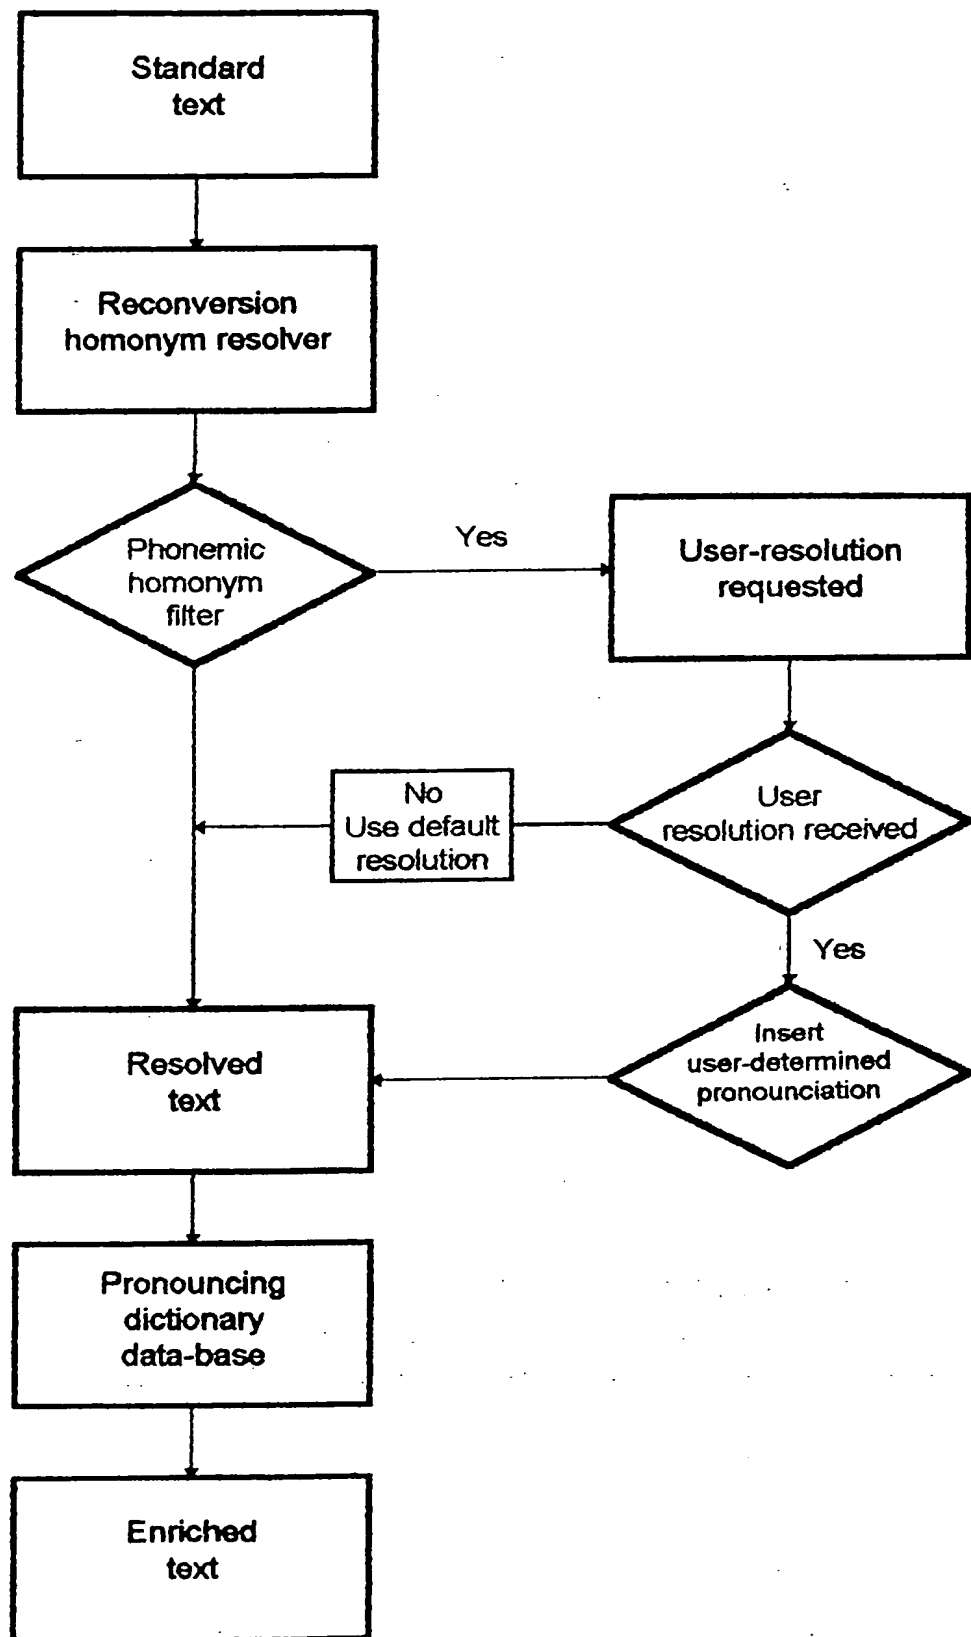 Standard
text
Reconversion
homonym resolver
Phonemic
homonym
filter
Yes
User-resolution
requested
User
resolution received
No
Use default
resolution
Yes
Insert
user-determined
pronounciation
Resolved
text
Pronouncing
dictionary
data-base
Enriched
text